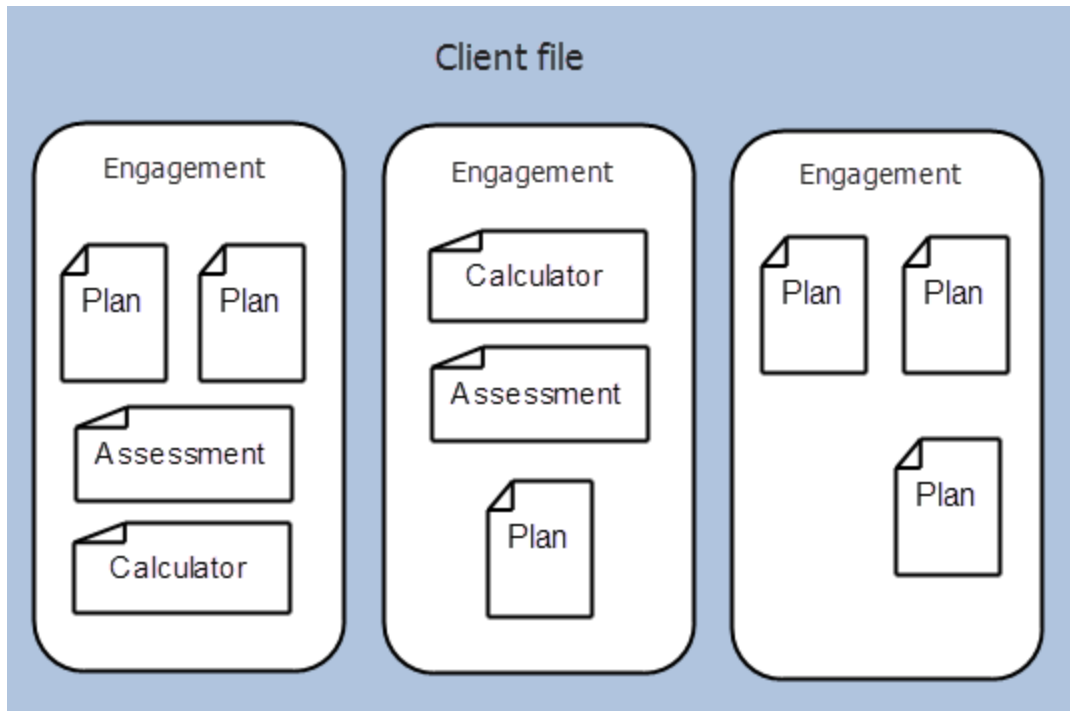 Client file
Engagement
Plan
Plan
Assessment
Calculator
Engagement
Calculator
Assessment
Plan
Engagement
Plan
Plan
Plan